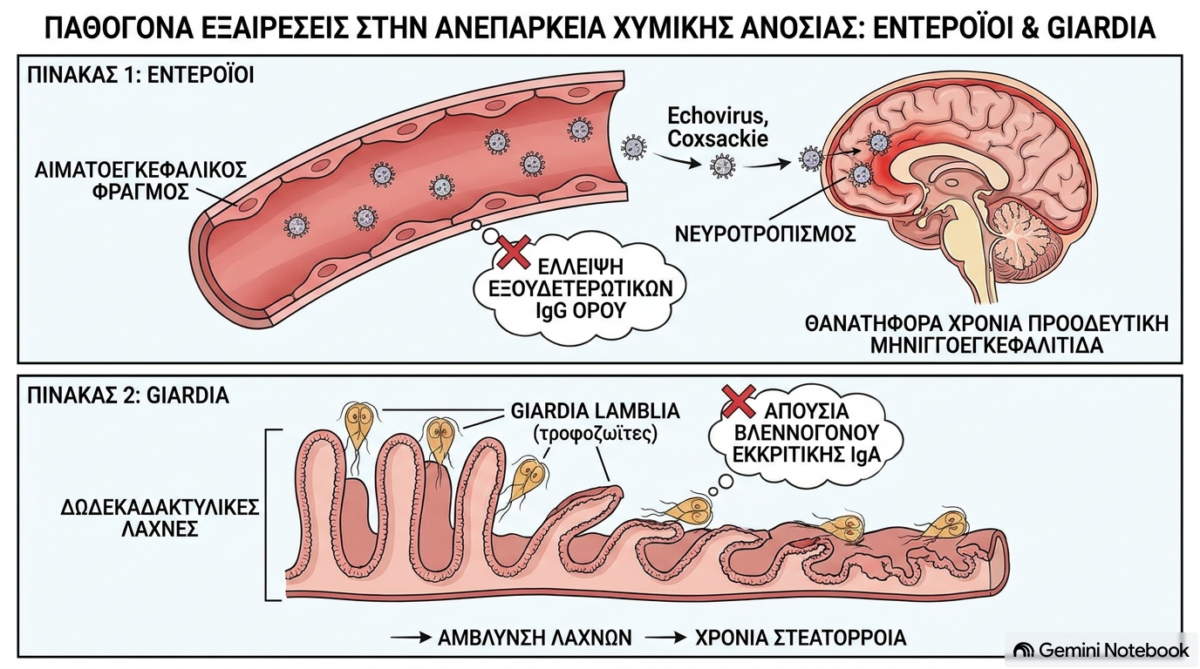 ΠΑΘΟΓΟΝΑ ΕΞΑΙΡΕΣΕΙΣ ΣΤΗΝ ΑΝΕΠΑΡΚΕΙΑ ΧΥΜΙΚΗΣ ΑΝΟΣΙΑΣ: ΕΝΤΕΡΟΪΟΙ & GIARDIA
ΠΙΝΑΚΑΣ 1: ΕΝΤΕΡΟΪΟΙ
ΑΙΜΑΤΟΕΓΚΕΦΑΛΙΚΟΣ
ΦΡΑΓΜΟΣ
Echovirus,
Coxsackie
ΝΕΥΡΟΤΡΟΠΙΣΜΟΣ
ΕΛΛΕΙΨΗ
ΕΞΟΥΔΕΤΕΡΩΤΙΚΩΝ
IgG ΟΡΟΥ
ΘΑΝΑΤΗΦΟΡΑ ΧΡΟΝΙΑ ΠΡΟΟΔΕΥΤΙΚΗ
ΜΗΝΙΓΓΟΕΓΚΕΦΑΛΙΤΙΔΑ
ΠΙΝΑΚΑΣ 2: GIARDIA
GIARDIA LAMBLIA
(τροφοζωΐτες)
ΑΠΟΥΣΙΑ
ΒΛΕΝΝΟΓΟΝΟΥ
ΕΚΚΡΙΤΙΚΗΣ IgA
ΔΩΔΕΚΑΔΑΚΤΥΛΙΚΕΣ
ΛΑΧΝΕΣ
→ ΑΜΒΛΥΝΣΗ ΛΑΧΝΩΝ → ΧΡΟΝΙΑ ΣΤΕΑΤΟΡΡΟΙΑ
Gemini Notebook